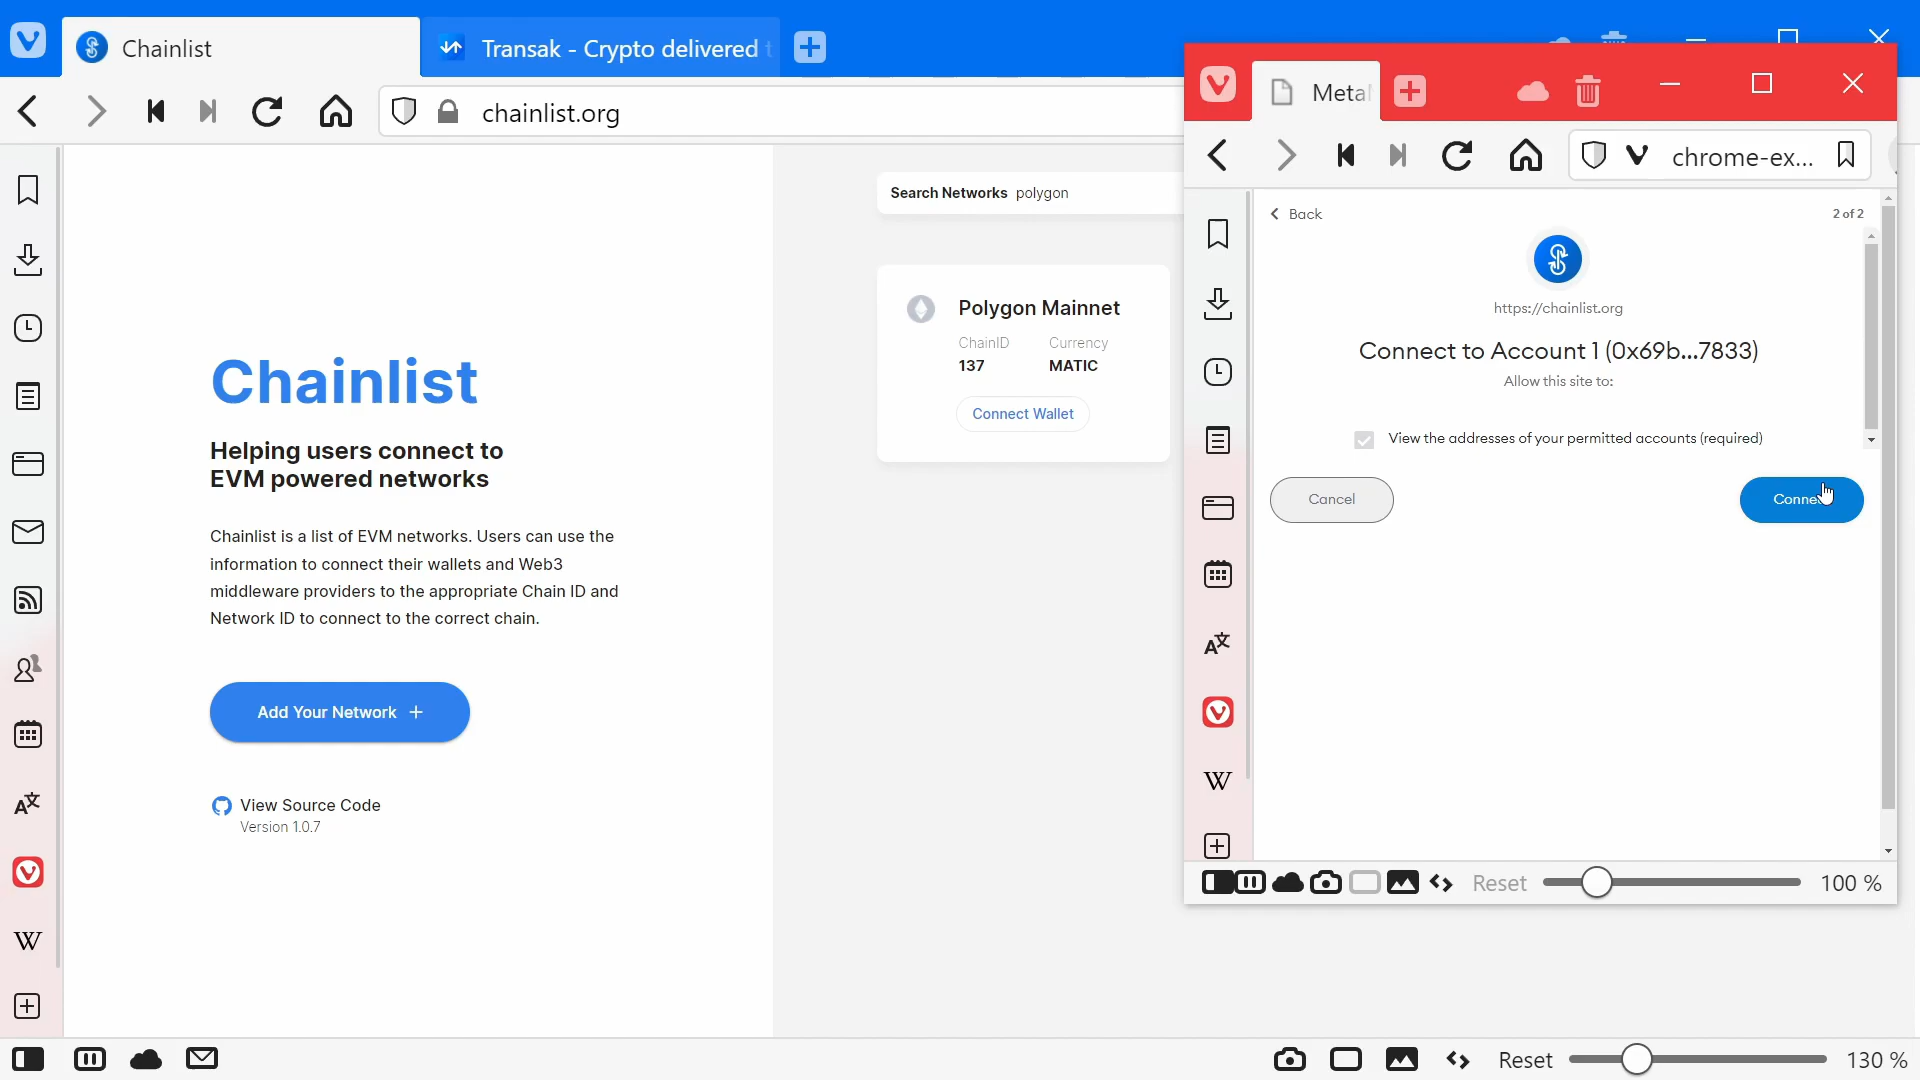 Chainlist
Transak - Crypto delivered t
chainlist.org
Search Networks polygon
Polygon Mainnet
ChainID
Currency
137
MATIC
Connect Wallet
Chainlist
Helping users connect to
EVM powered networks
Chainlist is a list of EVM networks. Users can use the
information to connect their wallets and Web3
middleware providers to the appropriate Chain ID and
Network ID to connect to the correct chain.
Add Your Network +
View Source Code
Version 1.0.7
W
Reset
130 %
Meta
chrome-ex...
Back
2 of 2
https://chainlist.org
Connect to Account 1 (0x69b...7833)
Allow this site to:
View the addresses of your permitted accounts (required)
Cancel
Connec
W
Reset
100 %